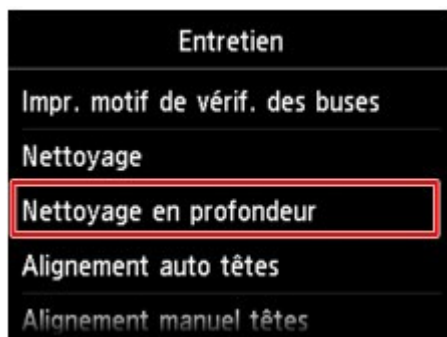 Entretien
Impr. motif de vérif. des buses
Nettoyage
Nettoyage en profondeur
Alignement auto têtes
Alignement manuel têtes